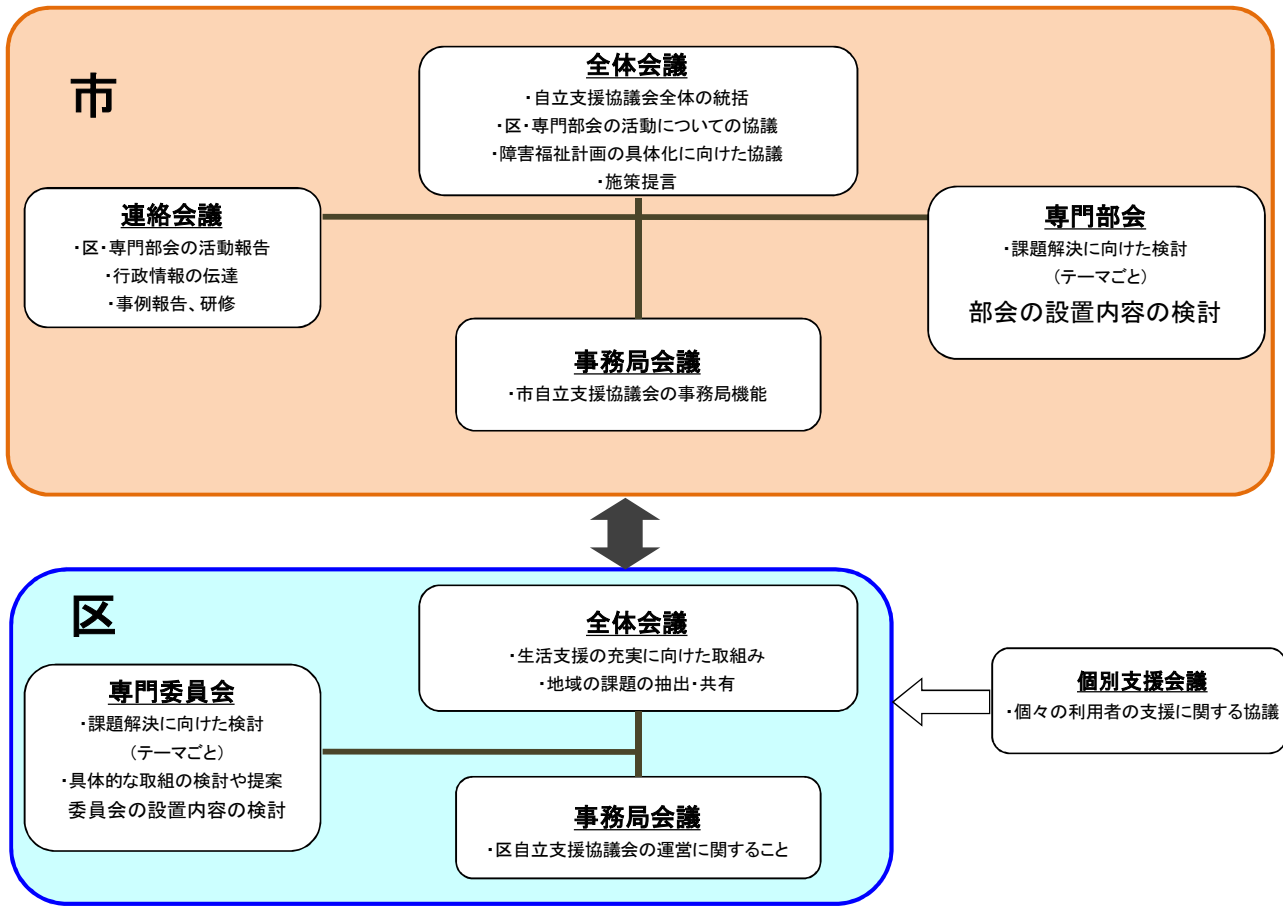 市
全体会議
・自立支援協議会全体の統括
・区・専門部会の活動についての協議
・障害福祉計画の具体化に向けた協議
・施策提言
連絡会議
・区・専門部会の活動報告
・行政情報の伝達
・事例報告、研修
専門部会
・課題解決に向けた検討
(テーマごと)
部会の設置内容の検討
事務局会議
・市自立支援協議会の事務局機能
区
全体会議
・生活支援の充実に向けた取組み
・地域の課題の抽出・共有
専門委員会
・課題解決に向けた検討
(テーマごと)
・具体的な取組の検討や提案
委員会の設置内容の検討
事務局会議
・区自立支援協議会の運営に関すること
個別支援会議
・個々の利用者の支援に関する協議